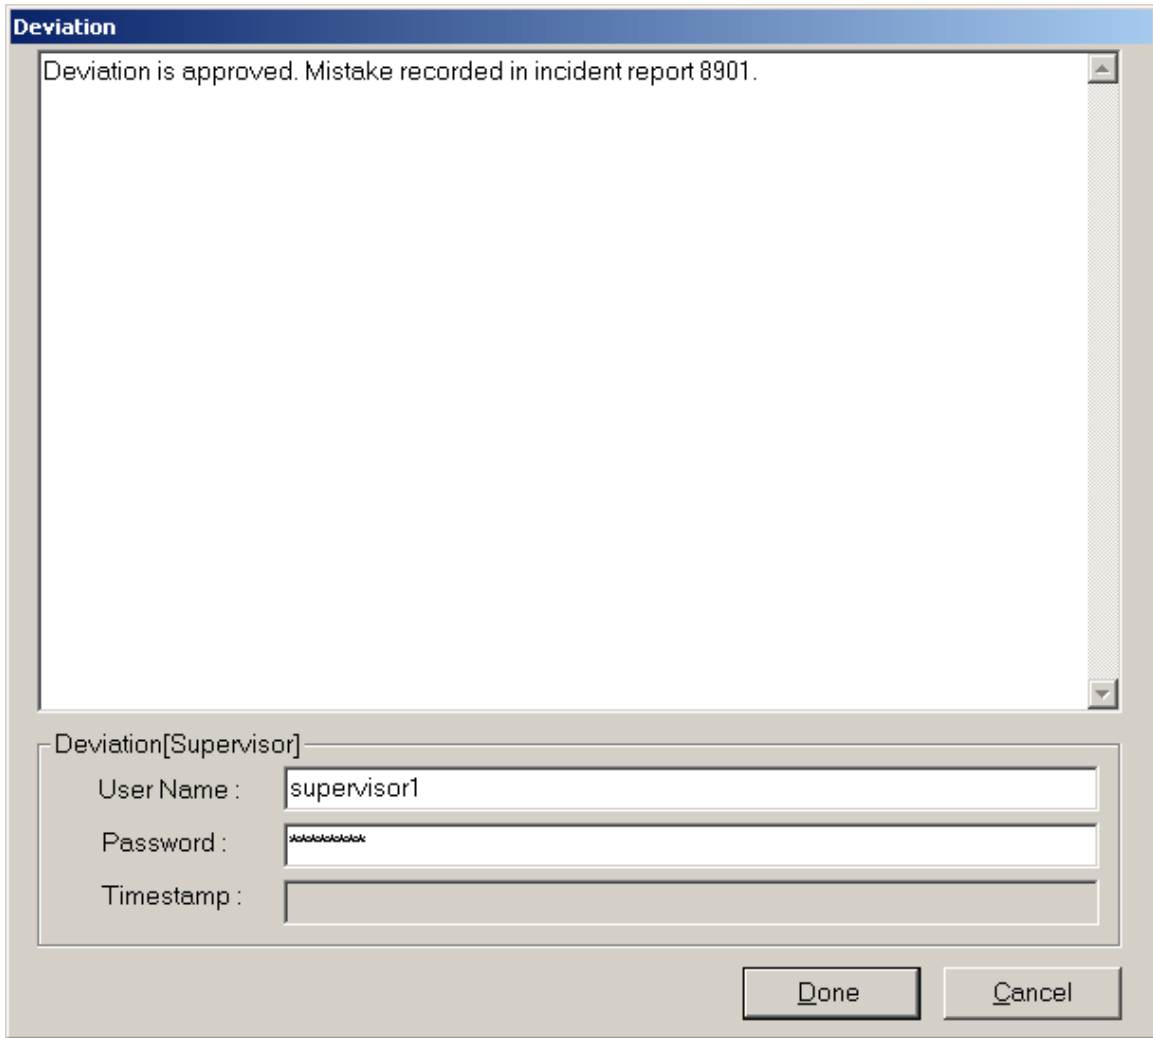 Deviation
Deviation is approved. Mistake recorded in incident report 8901.
Deviation[Supervisor]
User Name : supervisor1
Password : **********
Timestamp :
Done Cancel